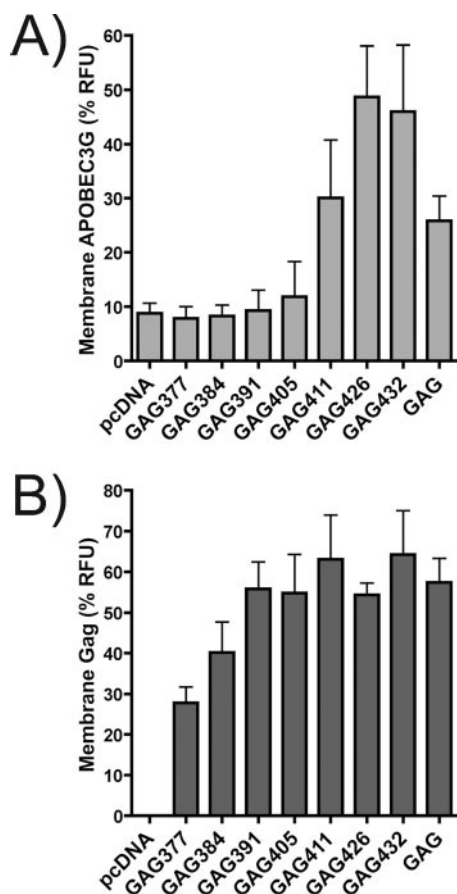 A)
Membrane APOBEC3G (% RFU)
60
50
40
30
20
10
0
pcDNA
GAG377
GAG384
GAG391
GAG405
GAG411
GAG426
GAG432
GAG
B)
Membrane Gag (% RFU)
80
70
60
50
40
30
20
10
0
pcDNA
GAG377
GAG384
GAG391
GAG405
GAG411
GAG426
GAG432
GAG